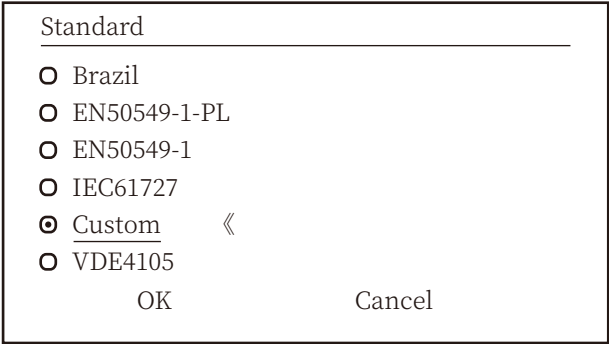 Standard
Brazil
EN50549-1-PL
EN50549-1
IEC61727
Custom 《
VDE4105
OK Cancel